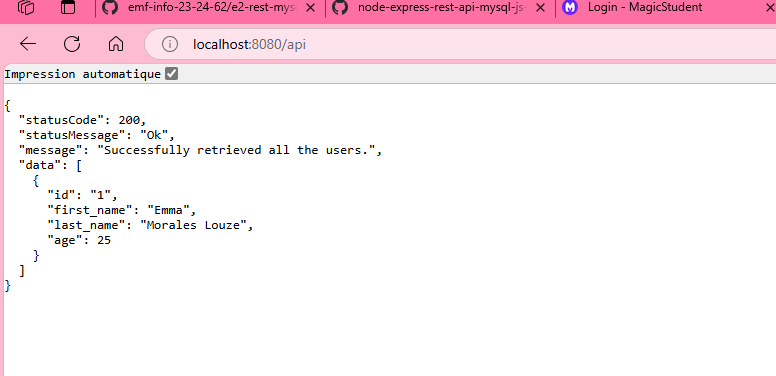 emf-info-23-24-62/e2-rest-mys
node-express-rest-api-mysql-js
Login - MagicStudent
localhost:8080/api
Impression automatique
{
"statusCode": 200,
"statusMessage": "Ok",
"message": "Successfully retrieved all the users.",
"data": [
{
"id": "1",
"first_name": "Emma",
"last_name": "Morales Louze",
"age": 25
}
]
}